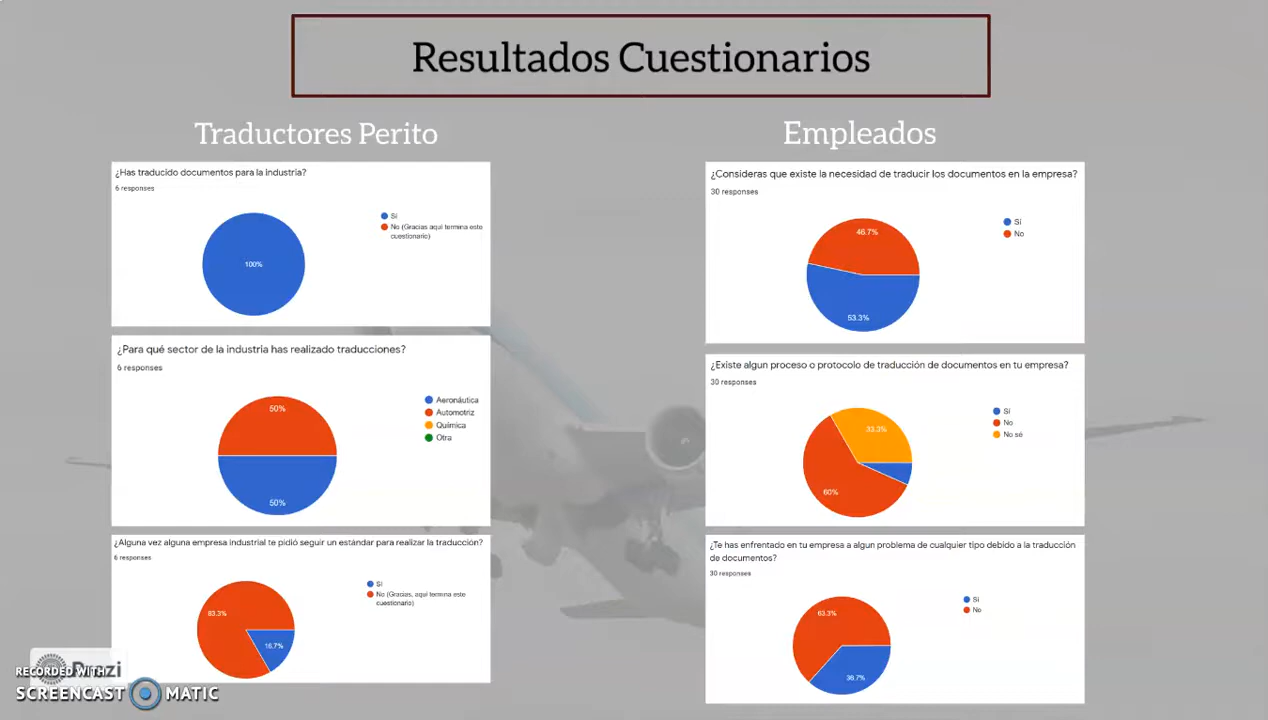 Resultados Cuestionarios
Traductores Perito
¿Has traducido documentos para la industria?
6 responses
Sí
No (Gracias aquí termina este
cuestionario)
100%
¿Para qué sector de la industria has realizado traducciones?
6 responses
Aeronáutica
Automotriz
Química
Otra
50%
50%
¿Alguna vez alguna empresa industrial te pidió seguir un estándar para realizar la traducción?
6 responses
Sí
No (Gracias, aquí termina este
cuestionario)
83.3%
16.7%
Empleados
¿Consideras que existe la necesidad de traducir los documentos en la empresa?
30 responses
Sí
No
46.7%
53.3%
¿Existe algun proceso o protocolo de traducción de documentos en tu empresa?
30 responses
Sí
No
No sé
33.3%
60%
¿Te has enfrentado en tu empresa a algun problema de cualquier tipo debido a la traducción
de documentos?
30 responses
Sí
No
63.3%
36.7%
RECORDED WITH
SCREENCAST MATIC